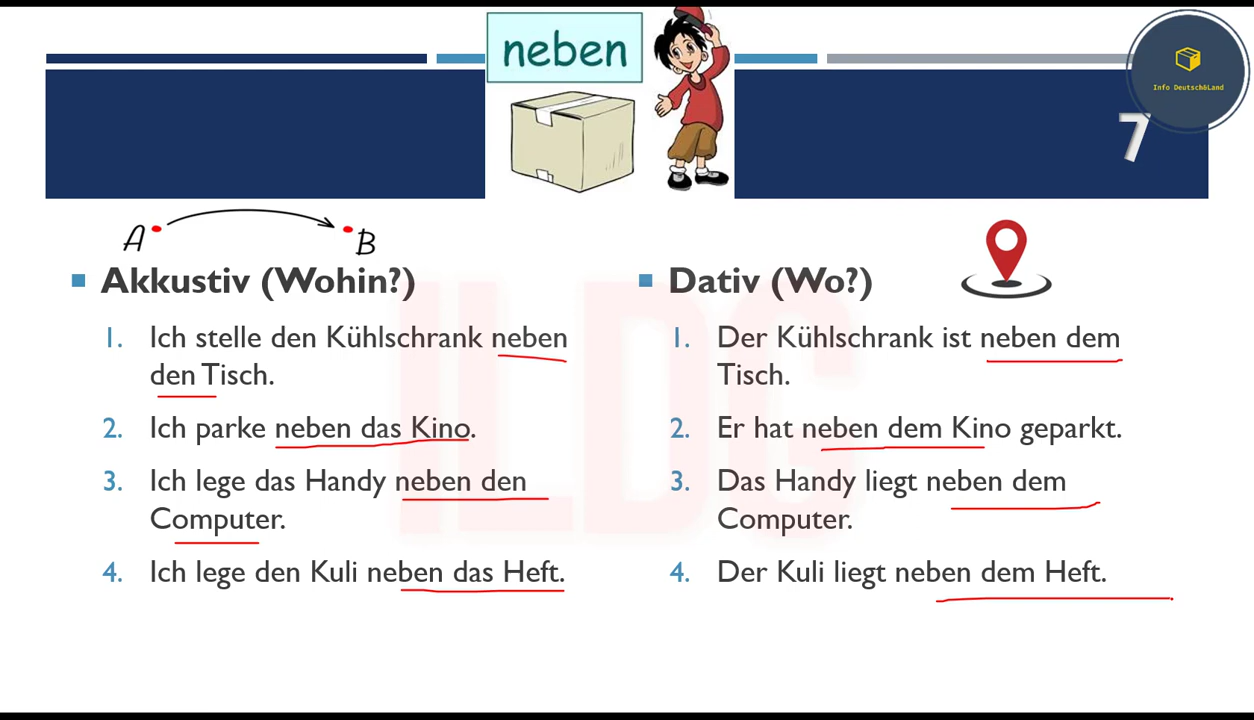 neben
Info Deutsch&Land
7
A B
Akkustiv (Wohin?)
1. Ich stelle den Kühlschrank neben
den Tisch.
2. Ich parke neben das Kino.
3. Ich lege das Handy neben den
Computer.
4. Ich lege den Kuli neben das Heft.
Dativ (Wo?)
1. Der Kühlschrank ist neben dem
Tisch.
2. Er hat neben dem Kino geparkt.
3. Das Handy liegt neben dem
Computer.
4. Der Kuli liegt neben dem Heft.
ILDC